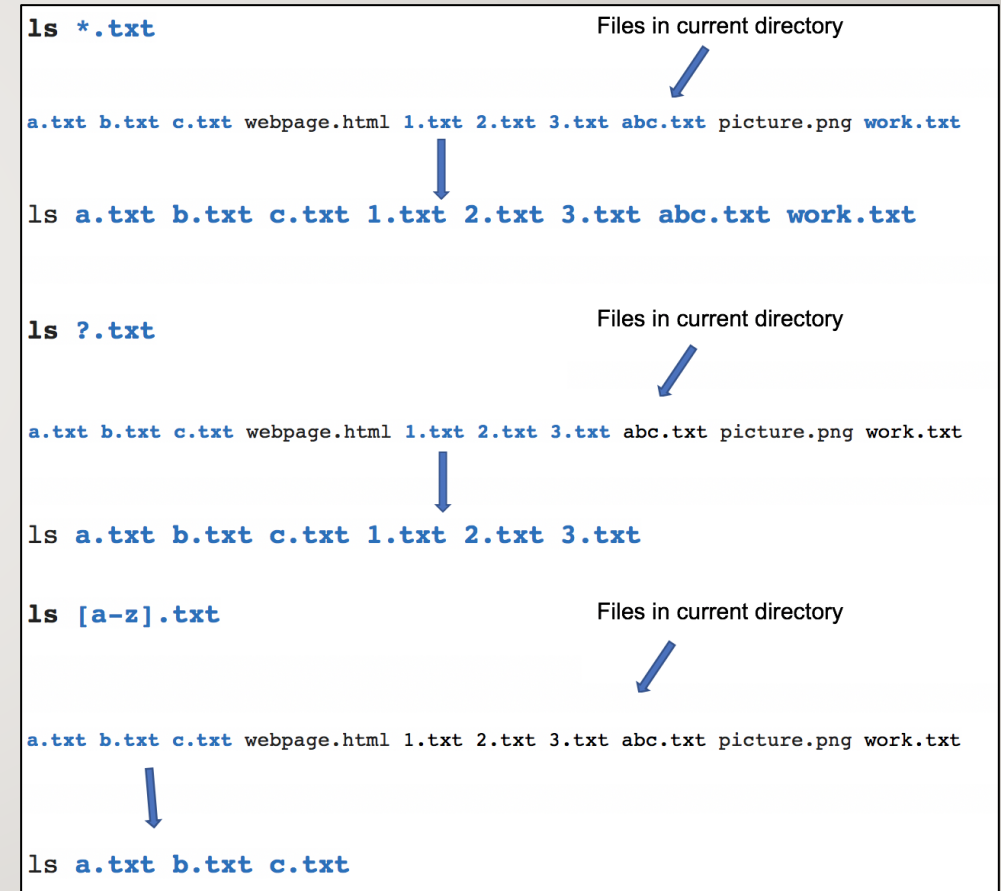 ls *.txt
Files in current directory
a.txt b.txt c.txt webpage.html 1.txt 2.txt 3.txt abc.txt picture.png work.txt
ls a.txt b.txt c.txt 1.txt 2.txt 3.txt abc.txt work.txt
ls ?.txt
Files in current directory
a.txt b.txt c.txt webpage.html 1.txt 2.txt 3.txt abc.txt picture.png work.txt
ls a.txt b.txt c.txt 1.txt 2.txt 3.txt
ls [a-z].txt
Files in current directory
a.txt b.txt c.txt webpage.html 1.txt 2.txt 3.txt abc.txt picture.png work.txt
ls a.txt b.txt c.txt